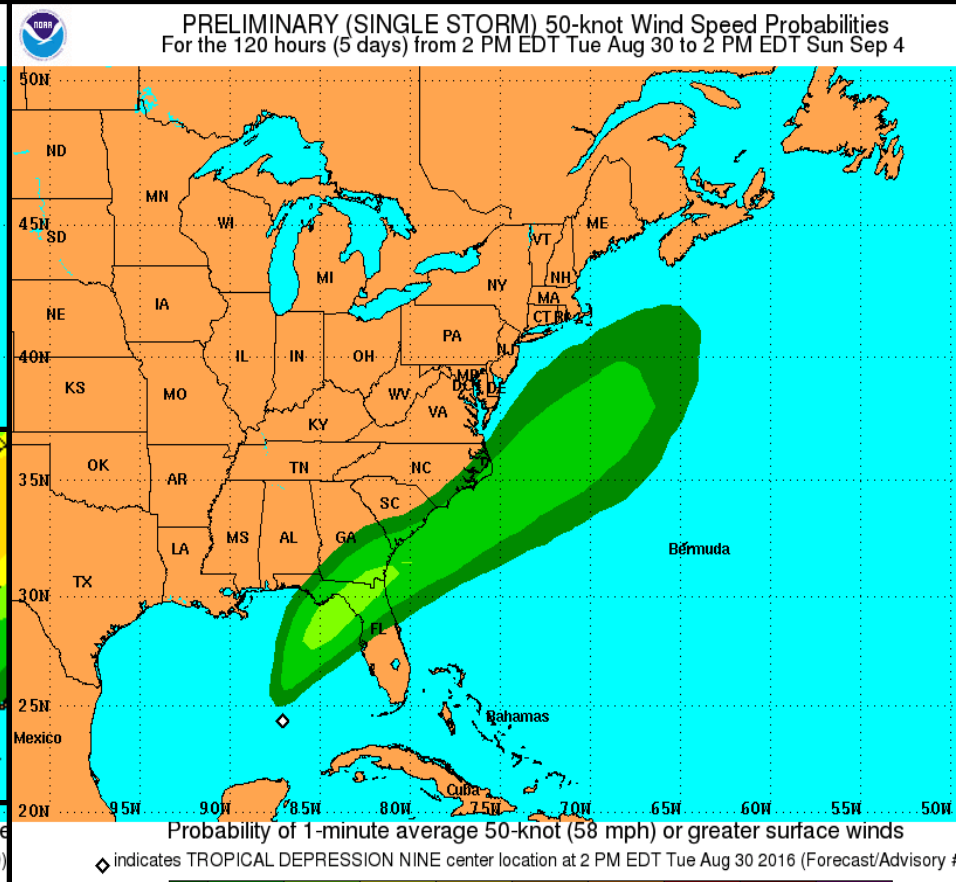 NOAA
PRELIMINARY (SINGLE STORM) 50-knot Wind Speed Probabilities
For the 120 hours (5 days) from 2 PM EDT Tue Aug 30 to 2 PM EDT Sun Sep 4
50N
ND
MN
45N
SD
WI
VT
ME
MI
NY
NH
NE
IA
MA
CT RI
PA
NJ
40N
IL
IN
OH
MD
DC
DE
KS
MO
WV
VA
KY
OK
TN
NC
35N
AR
SC
MS
AL
GA
LA
Bermuda
TX
30N
FL
25N
Bahamas
Mexico
Cuba
20N
95W
90W
85W
80W
75W
70W
65W
60W
55W
50W
Probability of 1-minute average 50-knot (58 mph) or greater surface winds
indicates TROPICAL DEPRESSION NINE center location at 2 PM EDT Tue Aug 30 2016 (Forecast/Advisory #